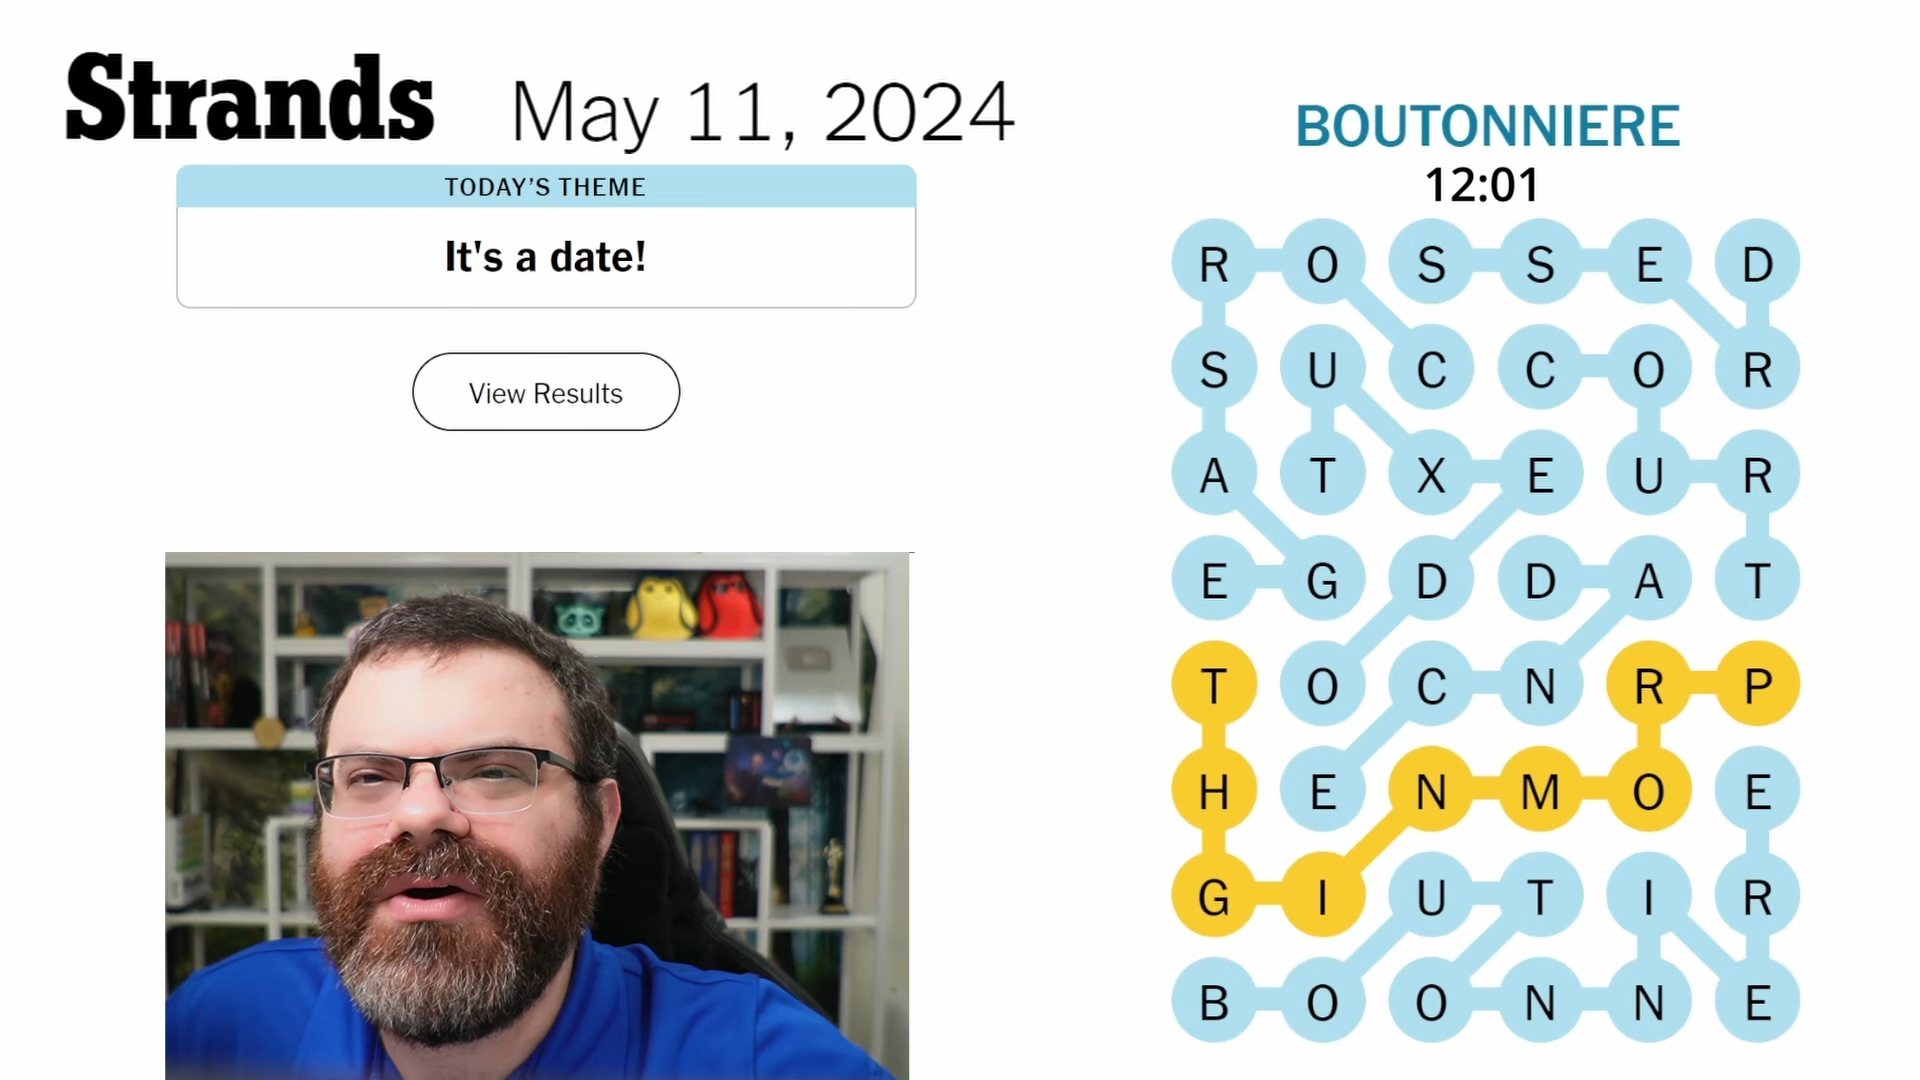 Strands May 11, 2024
TODAY'S THEME
It's a date!
View Results
BOUTONNIERE
12:01
R O S S E D
S U C C O R
A T X E U R
E G D D A T
T O C N R P
H E N M O E
G I U T I R
B O O N N E